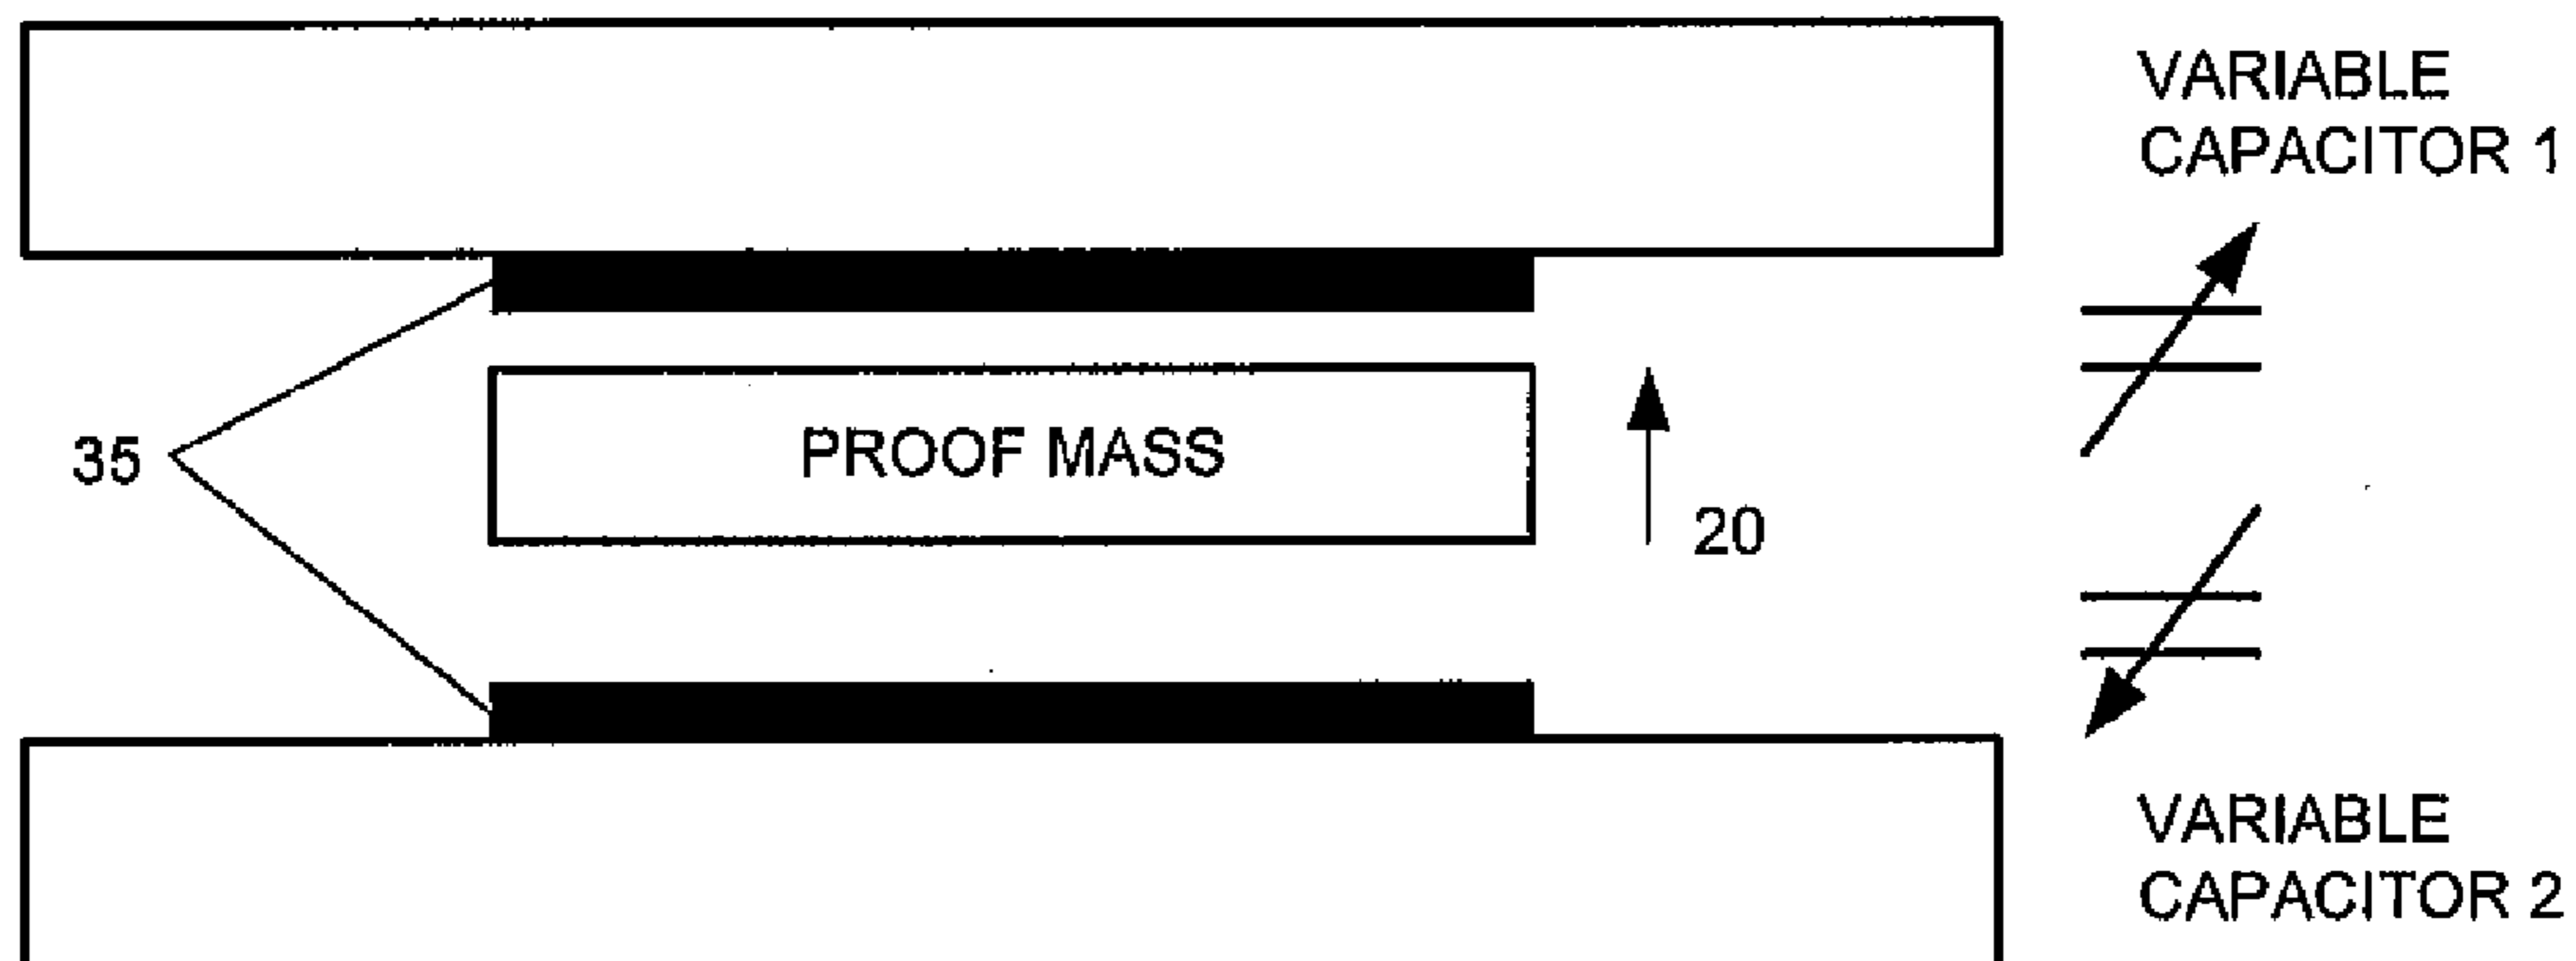 VARIABLE
CAPACITOR 1
35
PROOF MASS
20
VARIABLE
CAPACITOR 2